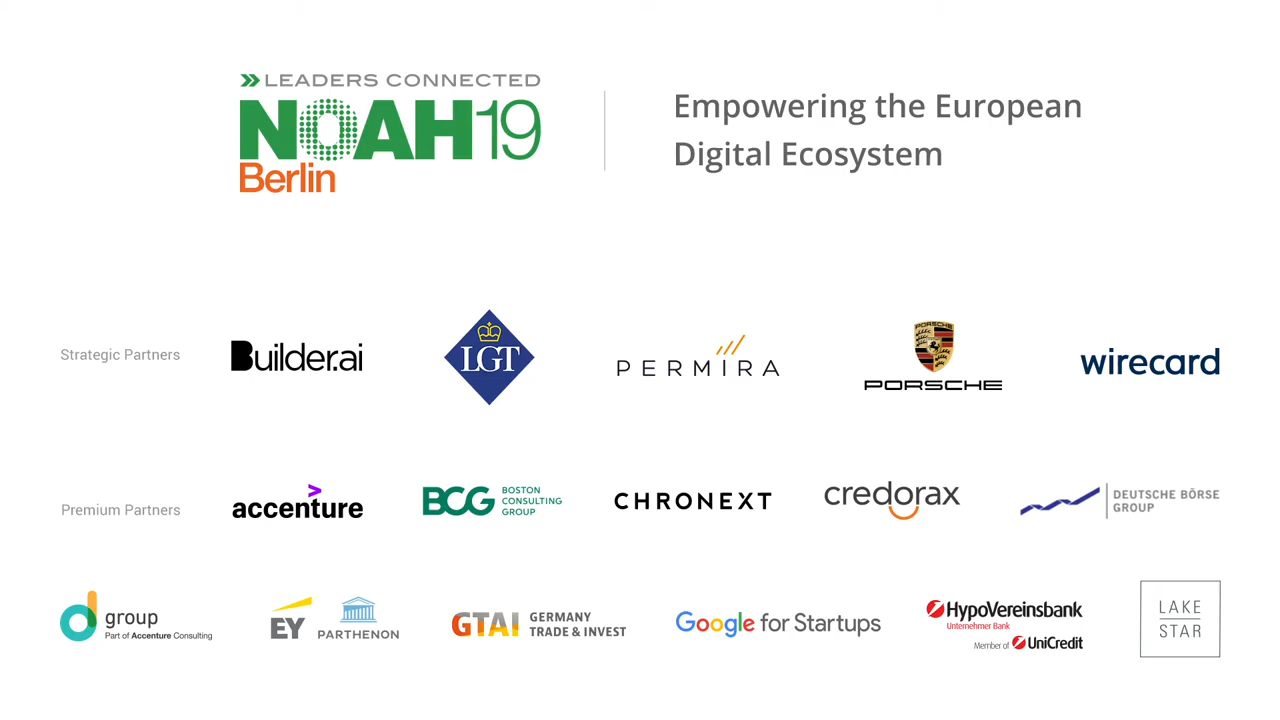 LEADERS CONNECTED
NOAH19
Berlin
Empowering the European
Digital Ecosystem
Strategic Partners
Builder.ai
LGT
PERMIRA
PORSCHE
PORSCHE
wirecard
Premium Partners
accenture
BCG
BOSTON
CONSULTING
GROUP
CHRONEXT
credorax
DEUTSCHE BÖRSE
GROUP
d group
Part of Accenture Consulting
EY
PARTHENON
GTAI
GERMANY
TRADE & INVEST
Google for Startups
HypoVereinsbank
Unternehmer Bank
Member of UniCredit
LAKE
STAR